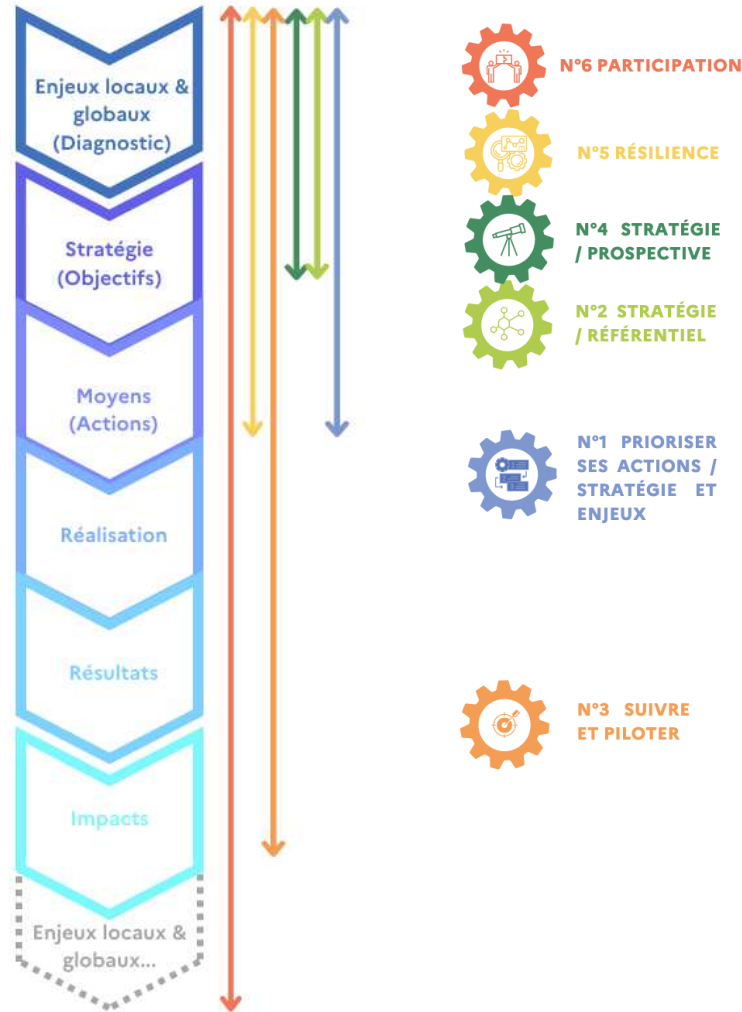 Enjeux locaux &
globaux
(Diagnostic)
Stratégie
(Objectifs)
Moyens
(Actions)
Réalisation
Résultats
Impacts
Enjeux locaux &
globaux...
N°6 PARTICIPATION
N°5 RÉSILIENCE
N°4 STRATÉGIE
/ PROSPECTIVE
N°2 STRATÉGIE
/ RÉFÉRENTIEL
N°1 PRIORISER
SES ACTIONS /
STRATÉGIE ET
ENJEUX
N°3 SUIVRE
ET PILOTER